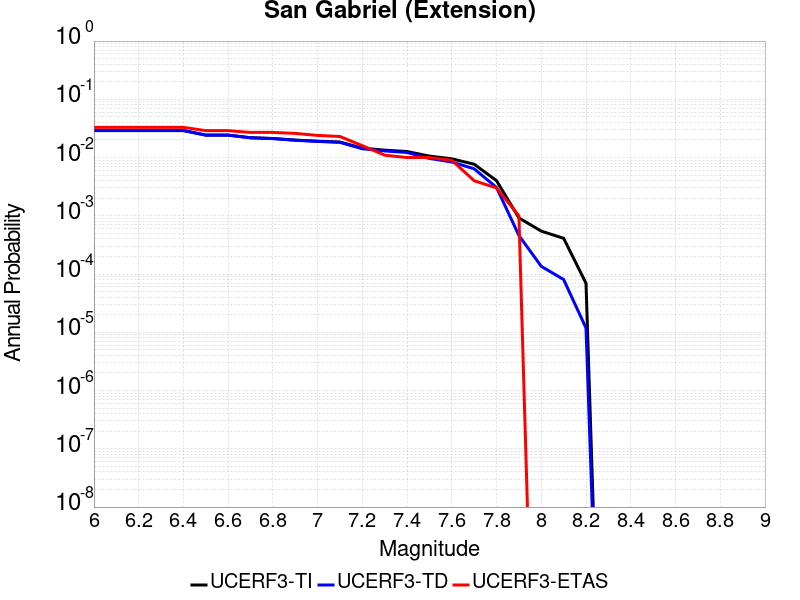 San Gabriel (Extension)
10^0
10^-1
10^-2
10^-3
10^-4
10^-5
10^-6
10^-7
10^-8
Annual Probability
6 6.2 6.4 6.6 6.8 7 7.2 7.4 7.6 7.8 8 8.2 8.4 8.6 8.8 9
Magnitude
UCERF3-TI UCERF3-TD UCERF3-ETAS